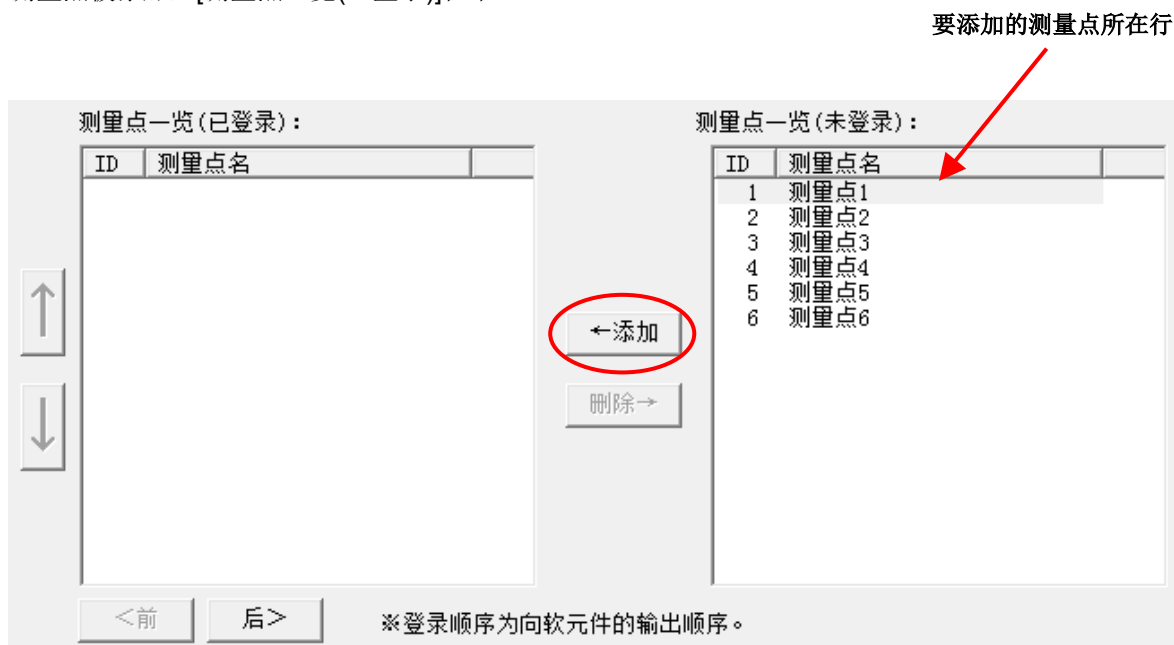 要添加的测量点所在行
测量点一览(已登录):
测量点一览(未登录):
ID 测量点名
ID 测量点名
1 测量点1
2 测量点2
3 测量点3
4 测量点4
5 测量点5
6 测量点6
↑
←添加
删除→
↓
<前
后>
※登录顺序为向软元件的输出顺序。